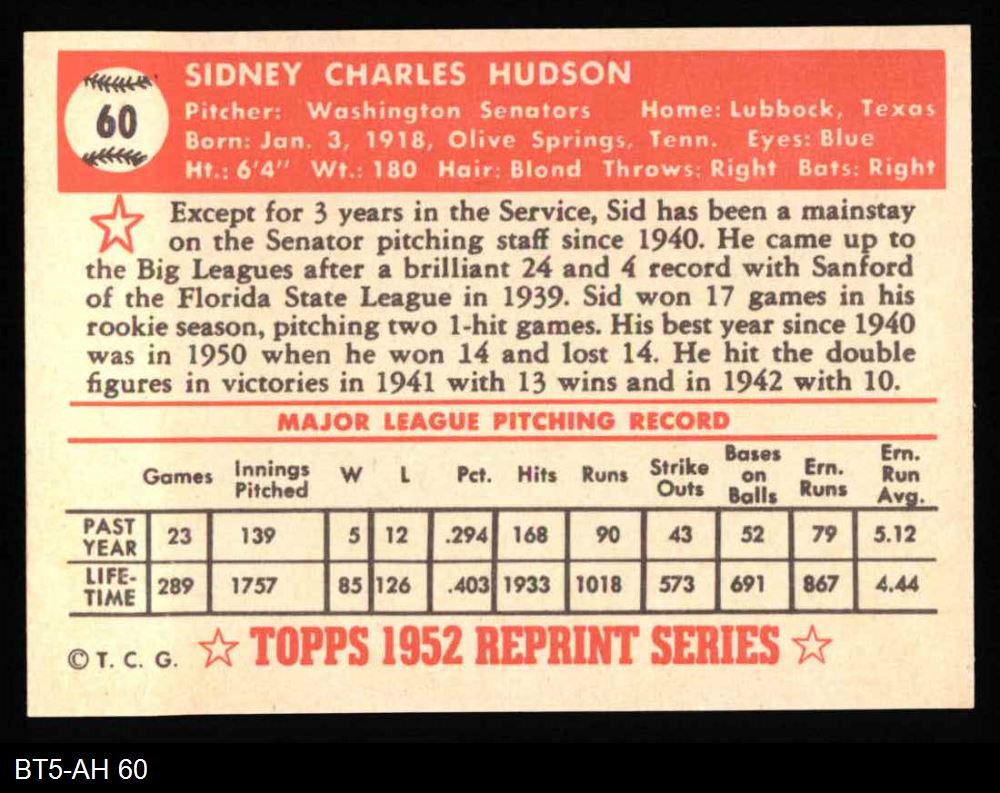 60
SIDNEY CHARLES HUDSON
Pitcher: Washington Senators Home: Lubbock, Texas
Born: Jan. 3, 1918, Olive Springs, Tenn. Eyes: Blue
Ht.: 6'4" Wt.: 180 Hair: Blond Throws: Right Bats: Right
Except for 3 years in the Service, Sid has been a mainstay
on the Senator pitching staff since 1940. He came up to
the Big Leagues after a brilliant 24 and 4 record with Sanford
of the Florida State League in 1939. Sid won 17 games in his
rookie season, pitching two 1-hit games. His best year since 1940
was in 1950 when he won 14 and lost 14. He hit the double
figures in victories in 1941 with 13 wins and in 1942 with 10.
MAJOR LEAGUE PITCHING RECORD
Games Innings Pitched W L Pct. Hits Runs Strike Outs Bases on Balls Ern. Runs Ern. Run Avg.
PAST YEAR 23 139 5 12 .294 168 90 43 52 79 5.12
LIFE-TIME 289 1757 85 126 .403 1933 1018 573 691 867 4.44
© T. C. G. TOPPS 1952 REPRINT SERIES
BT5-AH 60